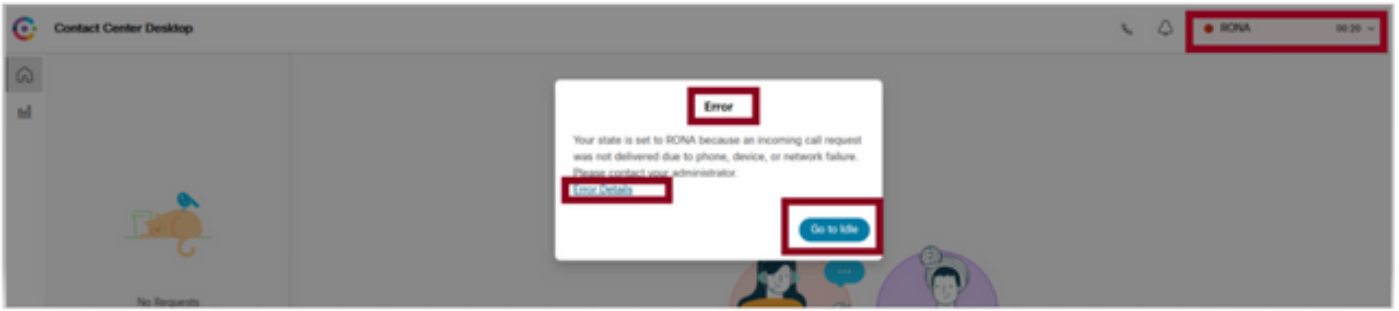 Contact Center Desktop
RONA 00:20
Error
Your state is set to RONA because an incoming call request
was not delivered due to phone, device, or network failure.
Please contact your administrator.
Error Details
Go to Idle
No Requests